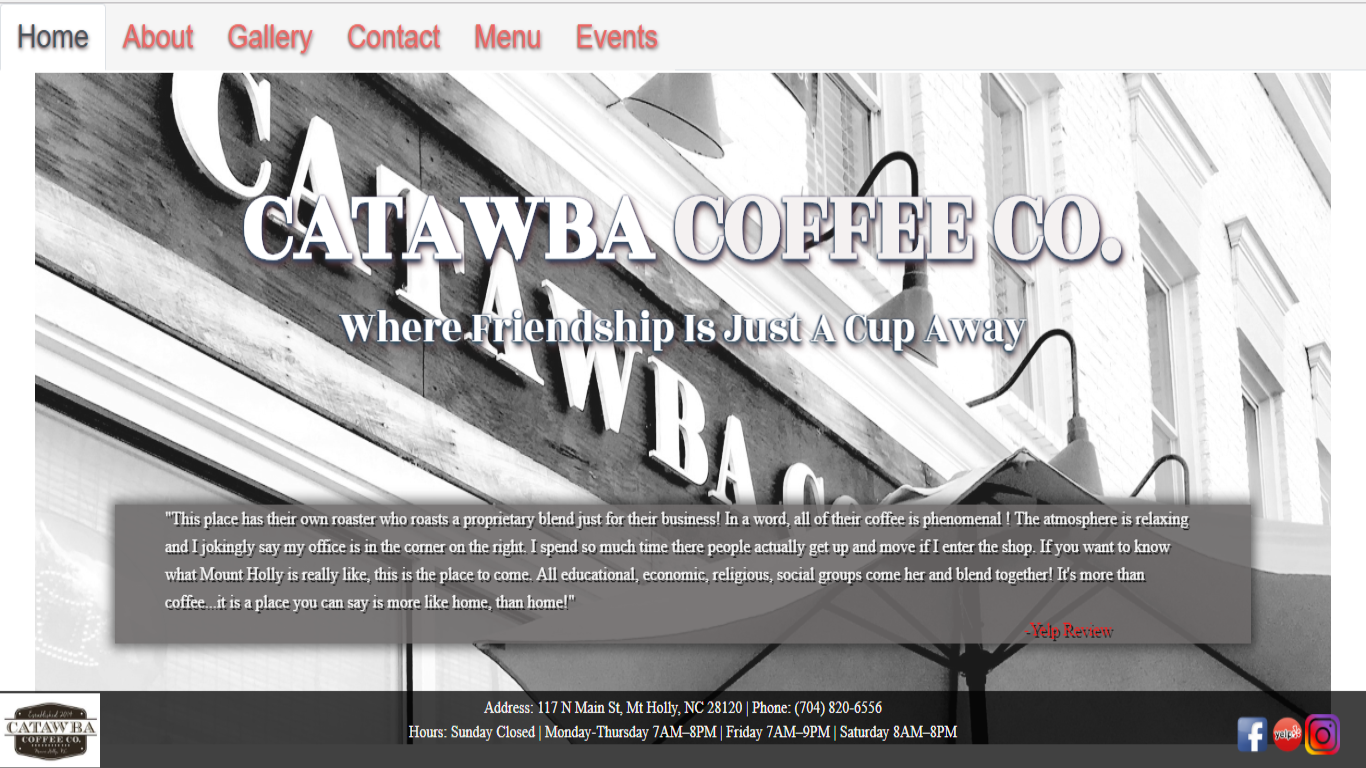 Home About Gallery Contact Menu Events
CATAWBA CO
CATAWBA COFFEE CO.
Where Friendship Is Just A Cup Away
"This place has their own roaster who roasts a proprietary blend just for their business! In a word, all of their coffee is phenomenal ! The atmosphere is relaxing
and I jokingly say my office is in the corner on the right. I spend so much time there people actually get up and move if I enter the shop. If you want to know
what Mount Holly is really like, this is the place to come. All educational, economic, religious, social groups come her and blend together! It's more than
coffee...it is a place you can say is more like home, than home!"
-Yelp Review
Address: 117 N Main St, Mt Holly, NC 28120 | Phone: (704) 820-6556
Hours: Sunday Closed | Monday-Thursday 7AM–8PM | Friday 7AM–9PM | Saturday 8AM–8PM
Established 2014
CATAWBA
COFFEE CO.
Mount Holly, NC
f yelp